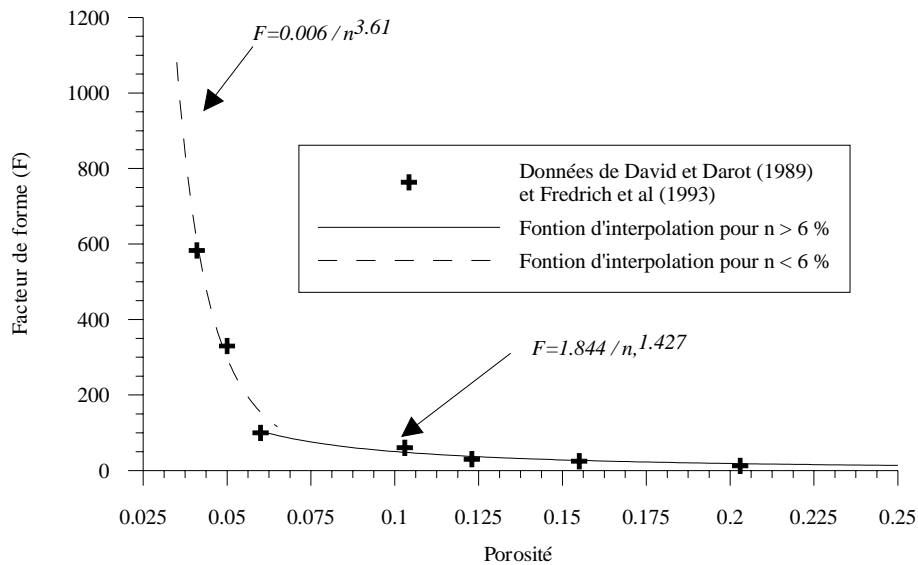 F=0.006 / n^3.61
1200
1000
800
600
400
200
0
Facteur de forme (F)
Données de David et Darot (1989)
et Fredrich et al (1993)
Fontion d'interpolation pour n > 6 %
Fontion d'interpolation pour n < 6 %
F=1.844 / n,^1.427
0.025 0.05 0.075 0.1 0.125 0.15 0.175 0.2 0.225 0.25
Porosité